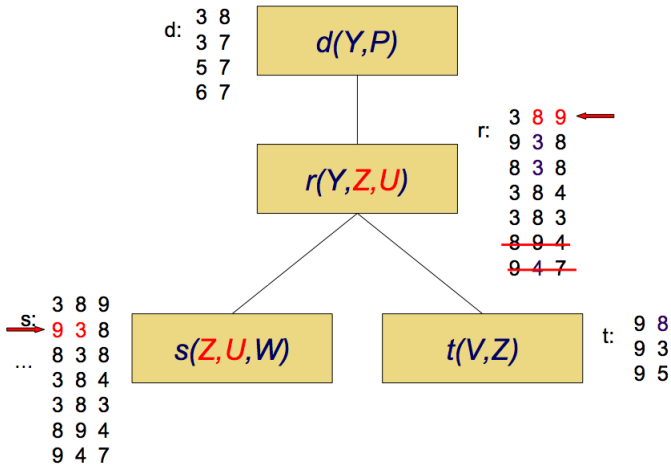 d:
3 8
3 7
5 7
6 7
d(Y,P)
r:
3 8 9
9 3 8
8 3 8
3 8 4
3 8 3
8 9 4
9 4 7
r(Y,Z,U)
s:
...
3 8 9
9 3 8
8 3 8
3 8 4
3 8 3
8 9 4
9 4 7
s(Z,U,W)
t(V,Z)
t:
9 8
9 3
9 5